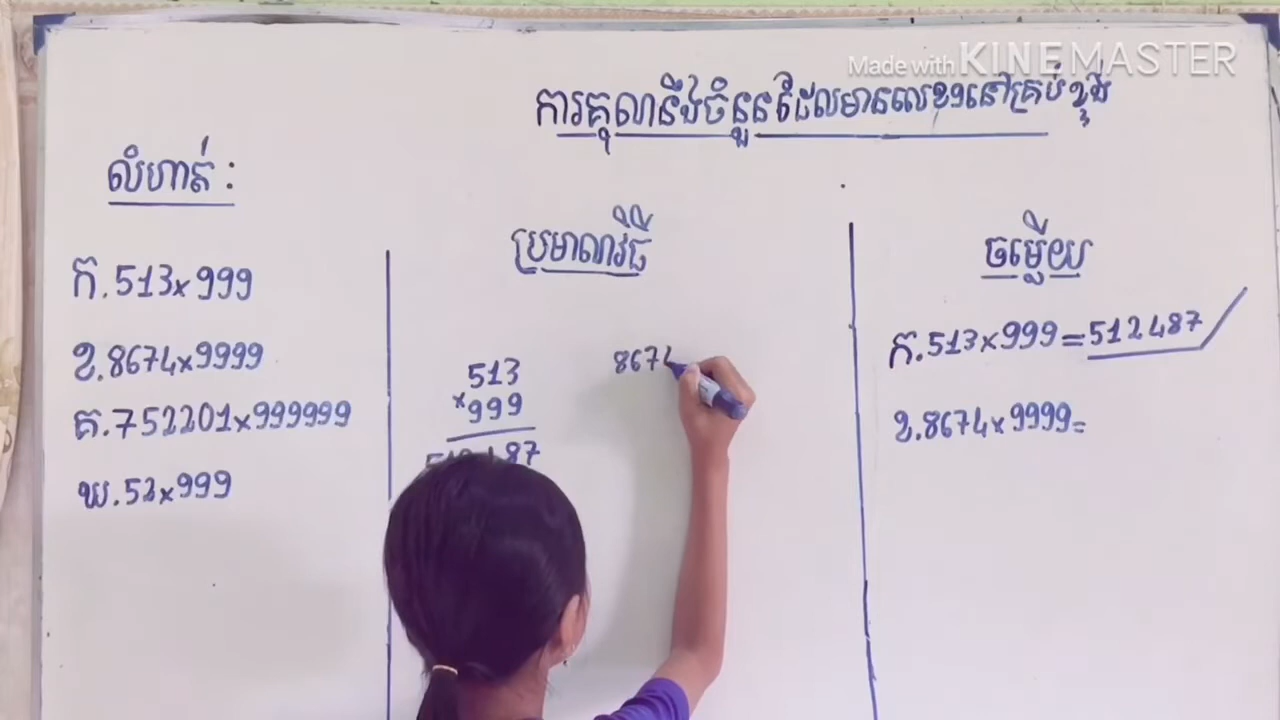 Made with KINEMASTER
ការគុណនឹងចំនួនដែលមានលេខ9នៅគ្រប់ខ្ទង់
លំហាត់ :
ប្រមាណវិធី
ចម្លើយ
ក.513×999
ខ.8674×9999
គ.752201×999999
ឃ.52×999
513
×999
87
8674
ក.513×999=512487
ខ.8674×9999=